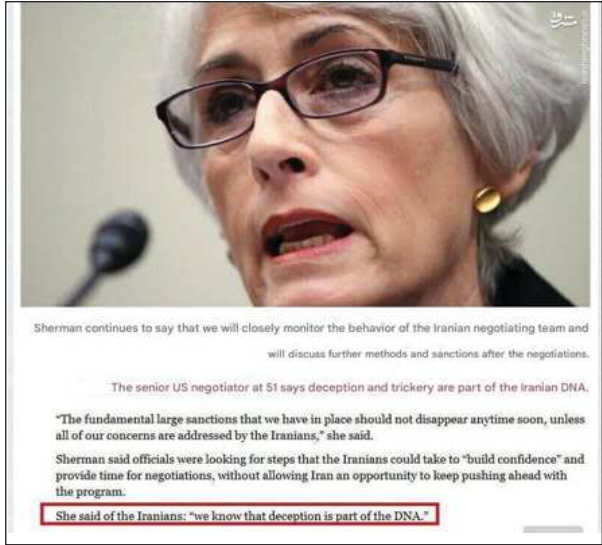 مشرق
Sherman continues to say that we will closely monitor the behavior of the Iranian negotiating team and
will discuss further methods and sanctions after the negotiations.
The senior US negotiator at 51 says deception and trickery are part of the Iranian DNA.
"The fundamental large sanctions that we have in place should not disappear anytime soon, unless
all of our concerns are addressed by the Iranians," she said.
Sherman said officials were looking for steps that the Iranians could take to "build confidence" and
provide time for negotiations, without allowing Iran an opportunity to keep pushing ahead with
the program.
She said of the Iranians: "we know that deception is part of the DNA."